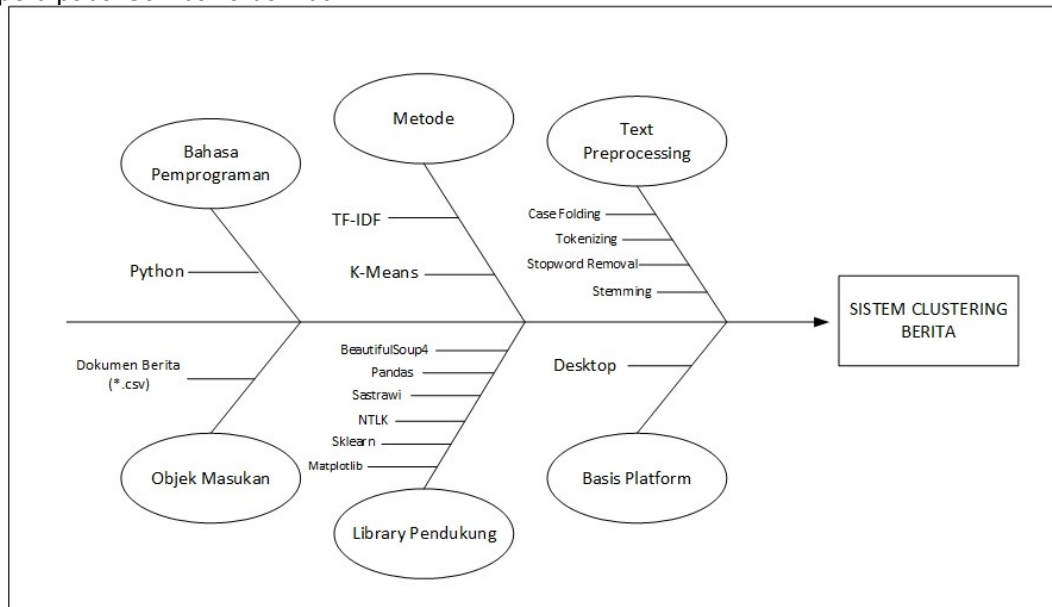 Metode
Text
Preprocessing
Bahasa
Pemprograman
Case Folding
TF-IDF
Tokenizing
Stopword Removal
Python
K-Means
Stemming
SISTEM CLUSTERING
BERITA
BeautifulSoup4
Dokumen Berita
(*.csv)
Pandas
Desktop
Sastrawi
NTLK
Sklearn
Matplotlib
Objek Masukan
Basis Platform
Library Pendukung